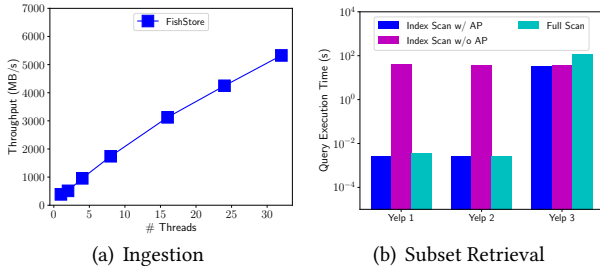 7000
6000
5000
4000
3000
2000
1000
0
Throughput (MB/s)
FishStore
0 5 10 15 20 25 30
# Threads
(a) Ingestion
10^4
10^2
10^0
10^−2
10^−4
Query Execution Time (s)
Index Scan w/ AP
Index Scan w/o AP
Full Scan
Yelp 1 Yelp 2 Yelp 3
(b) Subset Retrieval